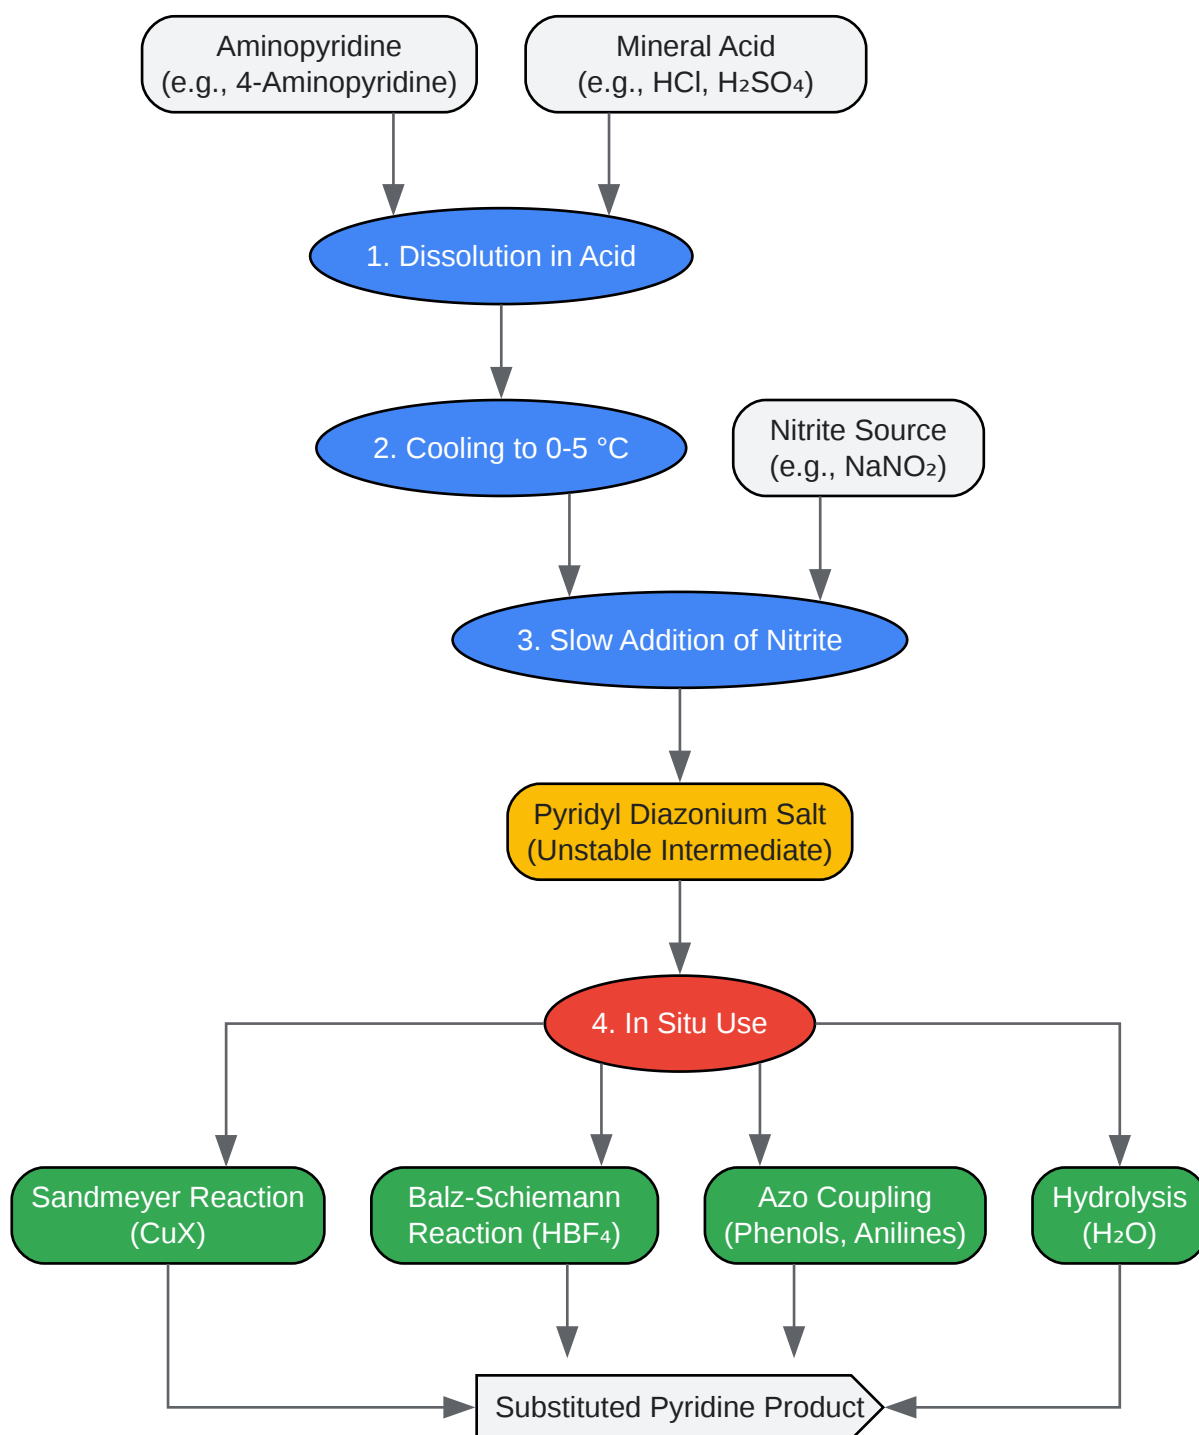 Aminopyridine
(e.g., 4-Aminopyridine)
Mineral Acid
(e.g., HCl, H₂SO₄)
1. Dissolution in Acid
2. Cooling to 0-5 °C
Nitrite Source
(e.g., NaNO₂)
3. Slow Addition of Nitrite
Pyridyl Diazonium Salt
(Unstable Intermediate)
4. In Situ Use
Sandmeyer Reaction
(CuX)
Balz-Schiemann
Reaction (HBF₄)
Azo Coupling
(Phenols, Anilines)
Hydrolysis
(H₂O)
Substituted Pyridine Product